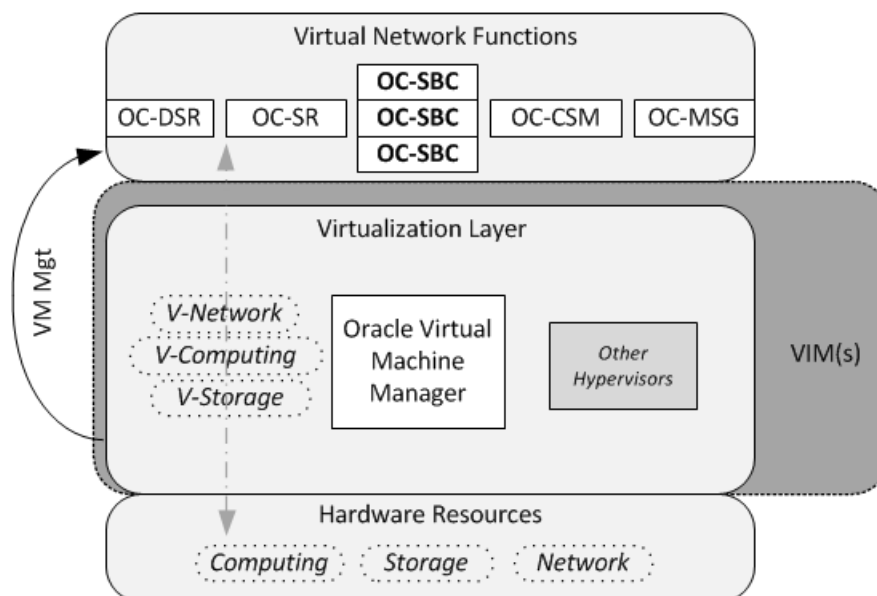 Virtual Network Functions
OC-SBC
OC-DSR
OC-SR
OC-SBC
OC-CSM
OC-MSG
OC-SBC
Virtualization Layer
VM Mgt
V-Network
V-Computing
V-Storage
Oracle Virtual
Machine
Manager
Other
Hypervisors
VIM(s)
Hardware Resources
Computing
Storage
Network